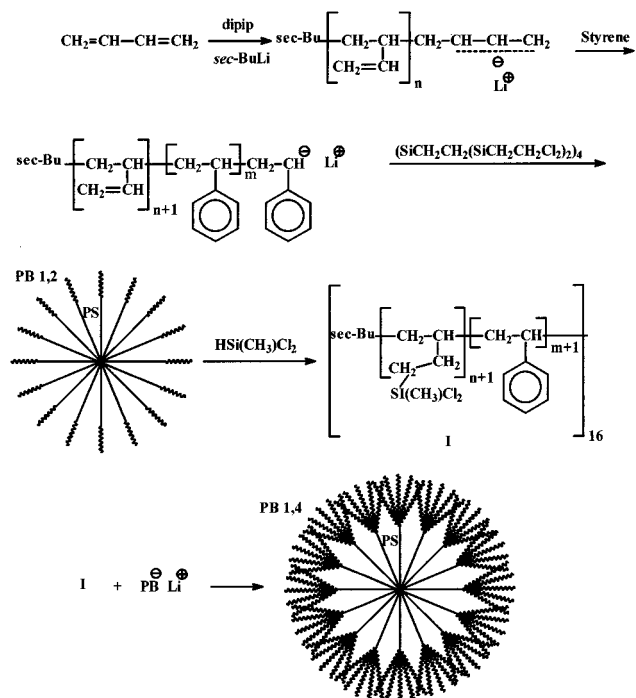 CH₂=CH—CH=CH₂ dipip sec-BuLi sec-Bu CH₂—CH CH₂=CH n CH₂—CH—CH—CH₂ ⊖ Li⊕ Styrene
sec-Bu CH₂—CH CH₂=CH n+1 CH₂—CH m CH₂—CH⊖ Li⊕ (SiCH₂CH₂(SiCH₂CH₂Cl)₂)₄
PB 1,2
PS
HSi(CH₃)Cl₂
sec-Bu CH₂—CH CH₂—CH₂ SI(CH₃)Cl₂ n+1 CH₂—CH m+1 16
I
PB 1,4
PS
I + PB⊖ Li⊕